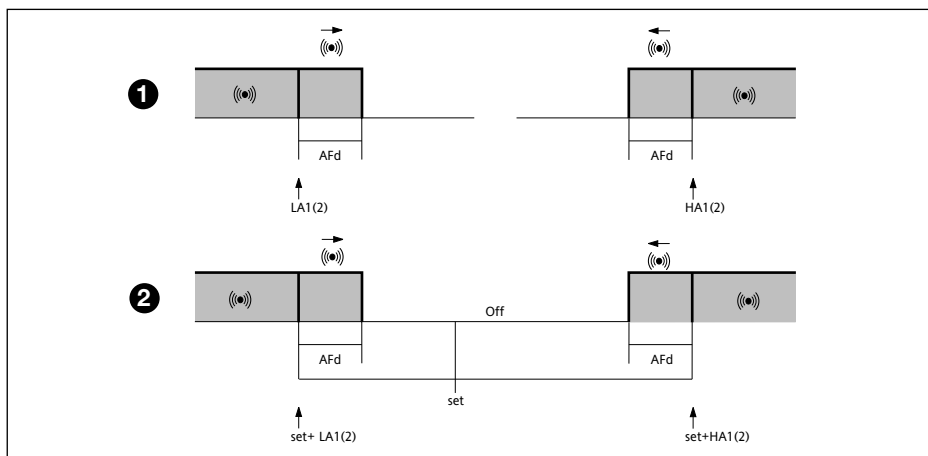 1
AFd AFd
LA1(2) HA1(2)
2
Off
AFd AFd
set
set+ LA1(2) set+HA1(2)